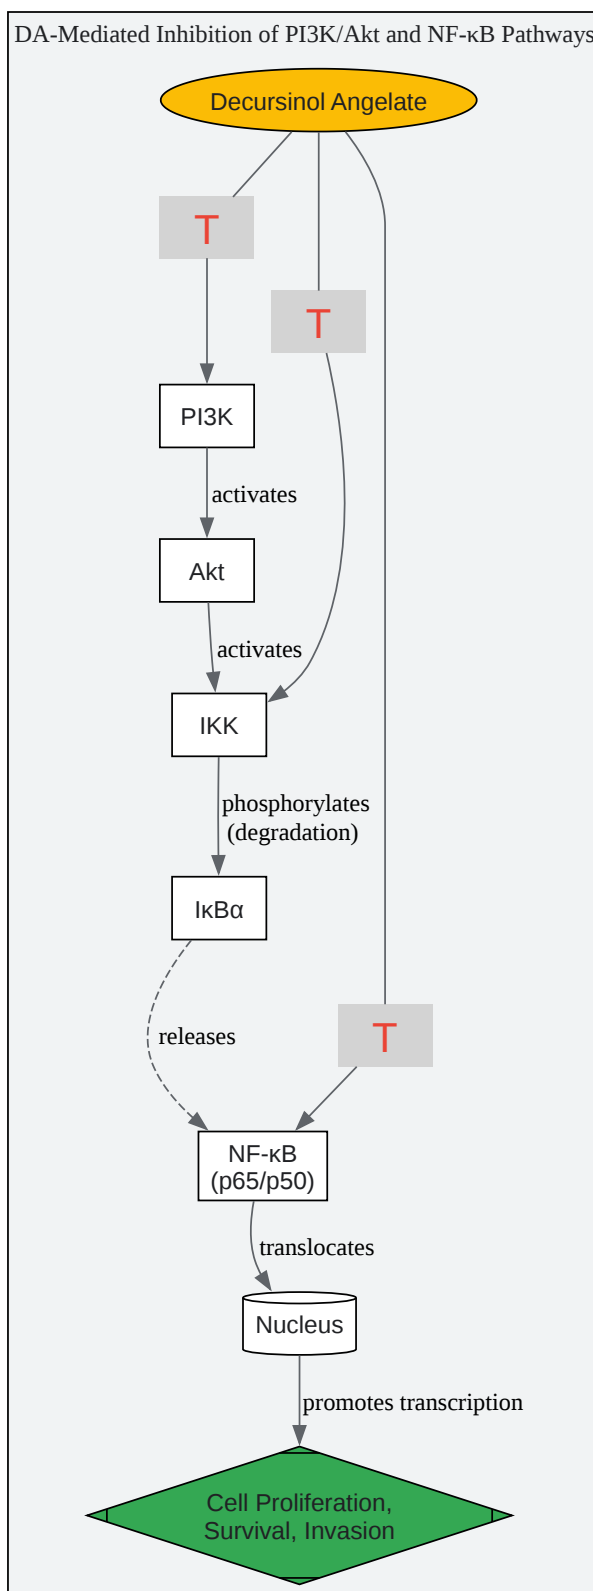 DA-Mediated Inhibition of PI3K/Akt and NF-κB Pathways
Decursinol Angelate
T
T
PI3K
activates
Akt
activates
IKK
phosphorylates
(degradation)
IκBα
releases
T
NF-κB
(p65/p50)
translocates
Nucleus
promotes transcription
Cell Proliferation,
Survival, Invasion